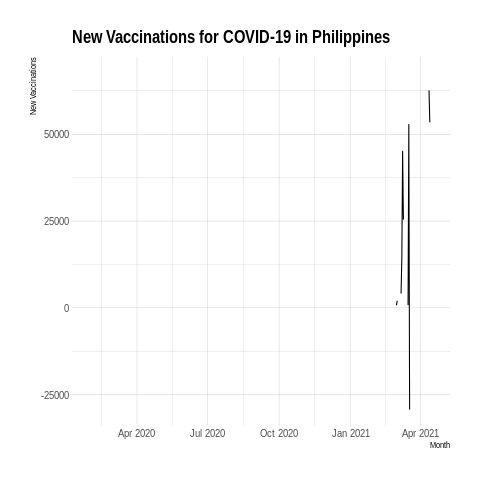 New Vaccinations for COVID-19 in Philippines
New Vaccinations
50000
25000
0
-25000
Apr 2020 Jul 2020 Oct 2020 Jan 2021 Apr 2021
Month